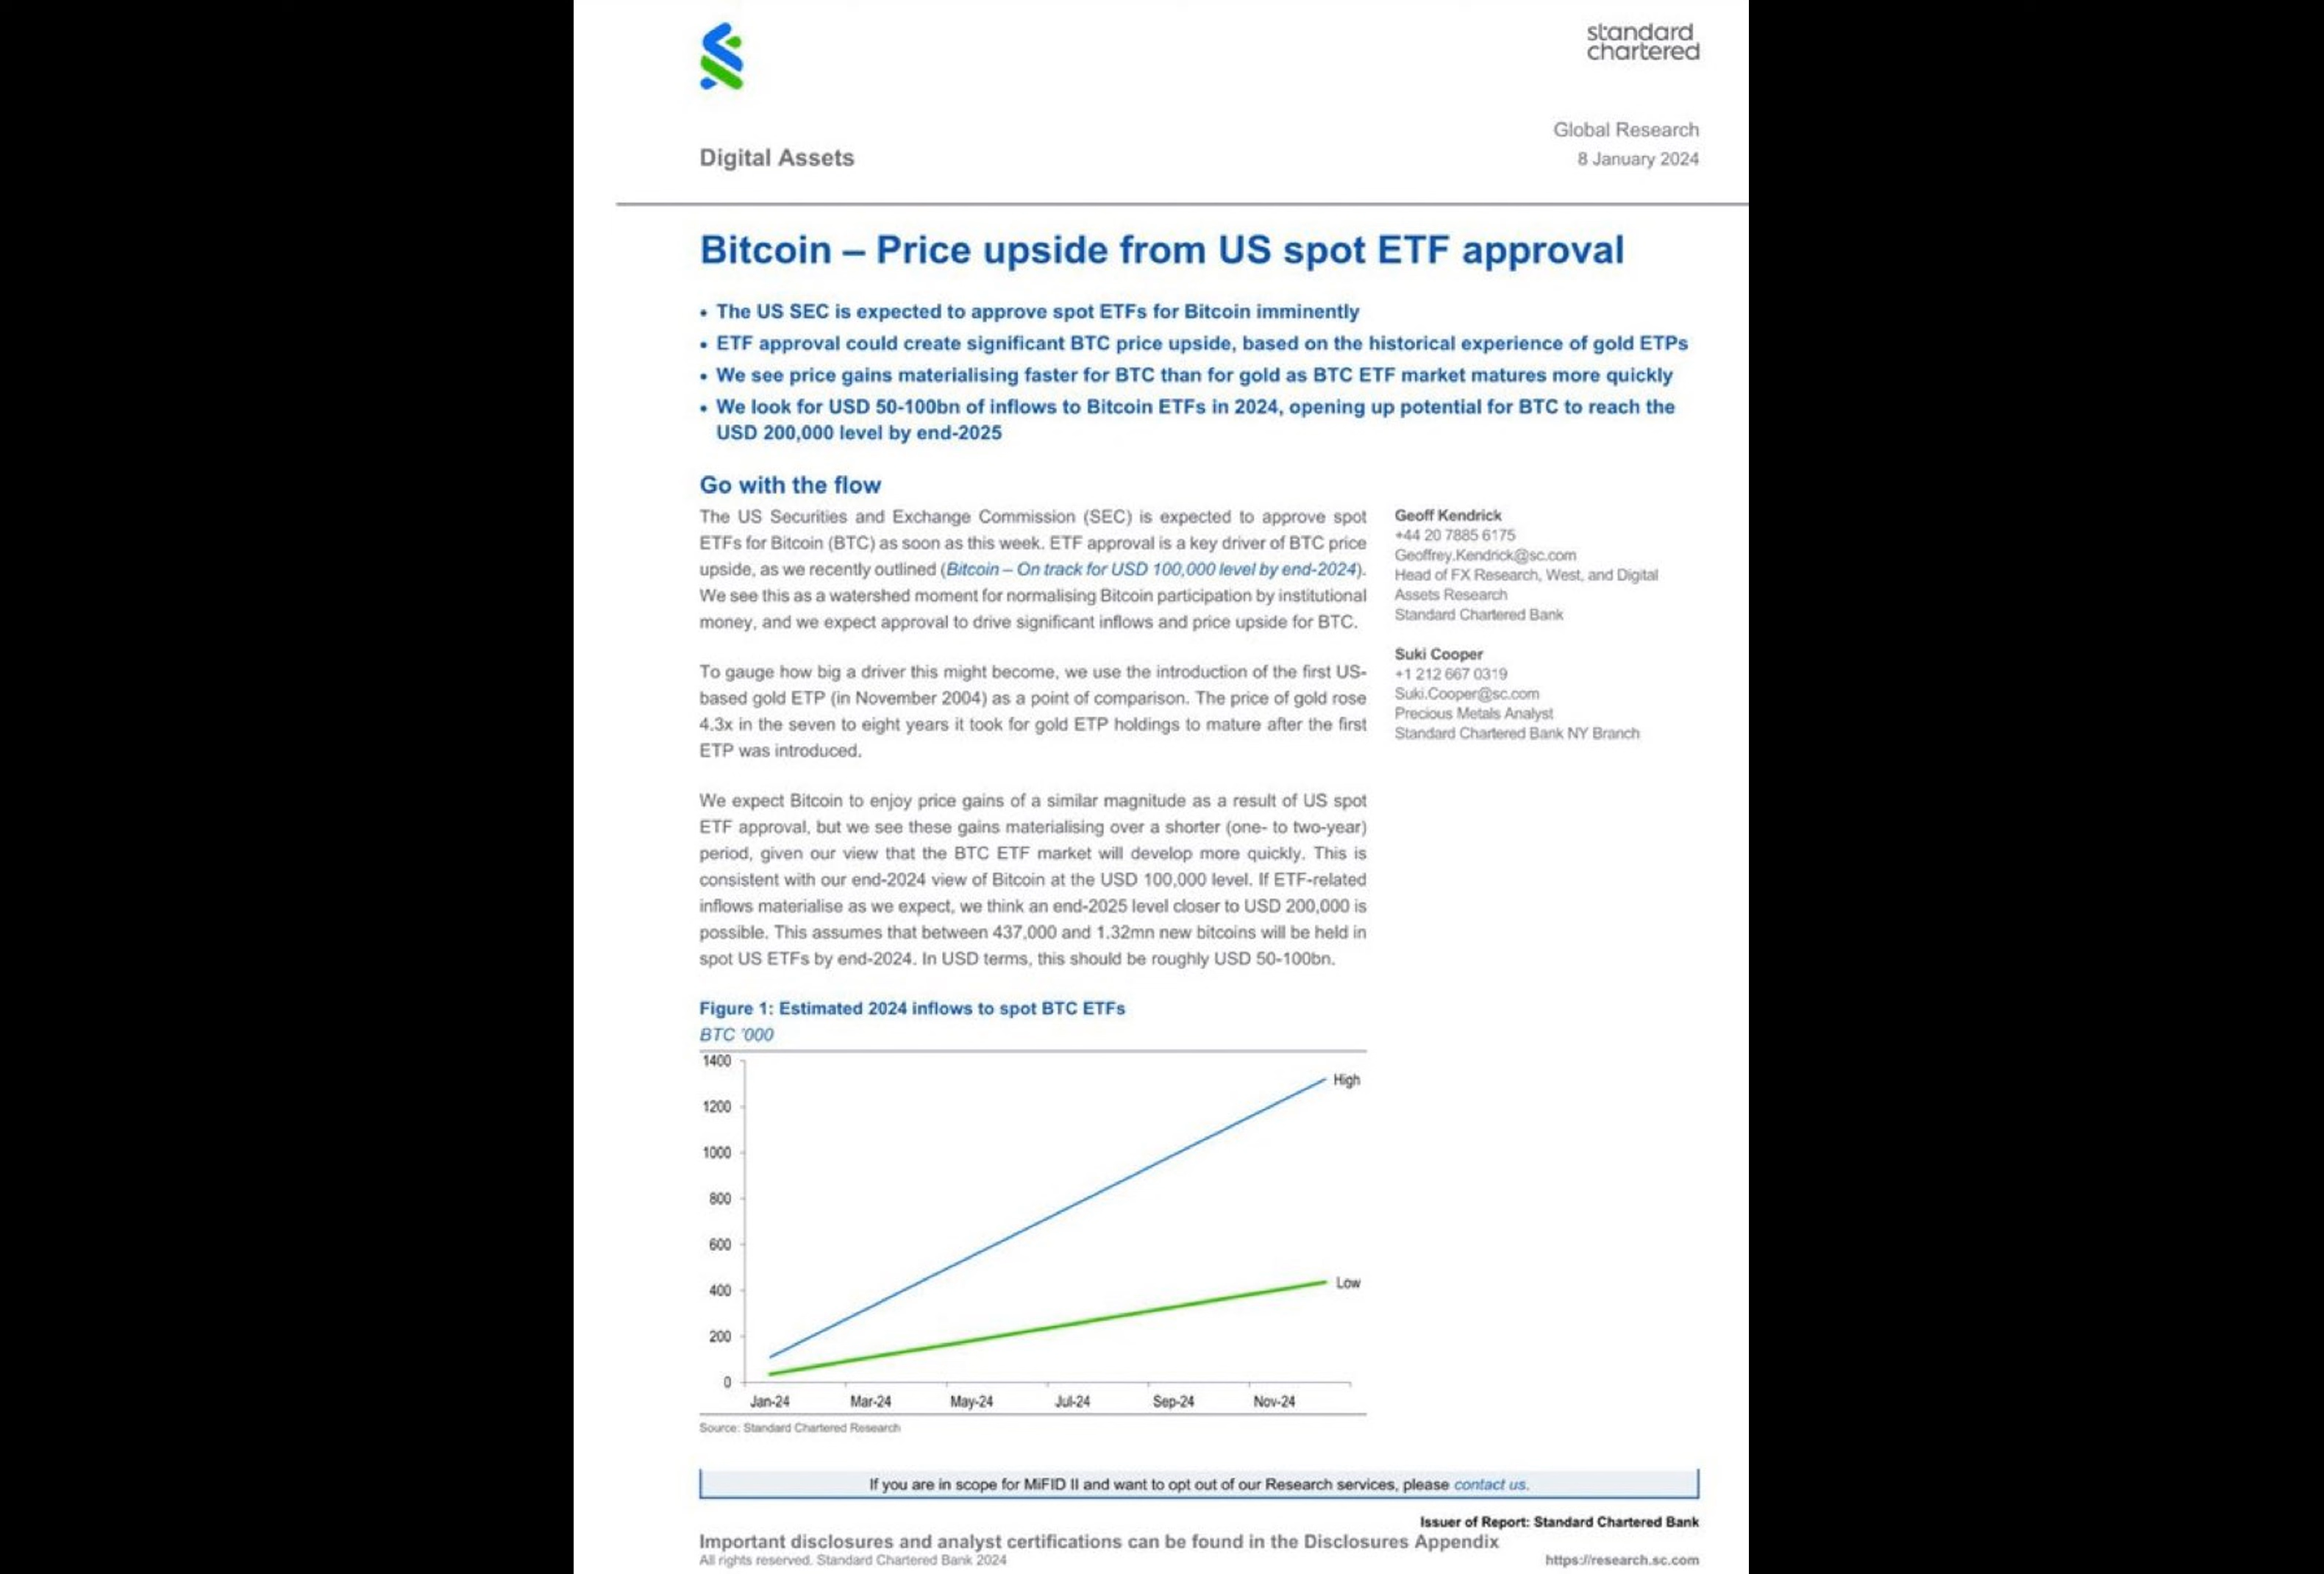 standard
chartered
Global Research
Digital Assets
8 January 2024
Bitcoin – Price upside from US spot ETF approval
• The US SEC is expected to approve spot ETFs for Bitcoin imminently
• ETF approval could create significant BTC price upside, based on the historical experience of gold ETPs
• We see price gains materialising faster for BTC than for gold as BTC ETF market matures more quickly
• We look for USD 50-100bn of inflows to Bitcoin ETFs in 2024, opening up potential for BTC to reach the
USD 200,000 level by end-2025
Go with the flow
The US Securities and Exchange Commission (SEC) is expected to approve spot
ETFs for Bitcoin (BTC) as soon as this week. ETF approval is a key driver of BTC price
upside, as we recently outlined (Bitcoin – On track for USD 100,000 level by end-2024).
We see this as a watershed moment for normalising Bitcoin participation by institutional
money, and we expect approval to drive significant inflows and price upside for BTC.
To gauge how big a driver this might become, we use the introduction of the first US-
based gold ETP (in November 2004) as a point of comparison. The price of gold rose
4.3x in the seven to eight years it took for gold ETP holdings to mature after the first
ETP was introduced.
We expect Bitcoin to enjoy price gains of a similar magnitude as a result of US spot
ETF approval, but we see these gains materialising over a shorter (one- to two-year)
period, given our view that the BTC ETF market will develop more quickly. This is
consistent with our end-2024 view of Bitcoin at the USD 100,000 level. If ETF-related
inflows materialise as we expect, we think an end-2025 level closer to USD 200,000 is
possible. This assumes that between 437,000 and 1.32mn new bitcoins will be held in
spot US ETFs by end-2024. In USD terms, this should be roughly USD 50-100bn.
Geoff Kendrick
+44 20 7885 6175
Geoffrey.Kendrick@sc.com
Head of FX Research, West, and Digital
Assets Research
Standard Chartered Bank
Suki Cooper
+1 212 667 0319
Suki.Cooper@sc.com
Precious Metals Analyst
Standard Chartered Bank NY Branch
Figure 1: Estimated 2024 inflows to spot BTC ETFs
BTC '000
1400
1200
1000
800
600
400
200
0
High
Low
Jan-24 Mar-24 May-24 Jul-24 Sep-24 Nov-24
Source: Standard Chartered Research
If you are in scope for MiFID II and want to opt out of our Research services, please contact us.
Issuer of Report: Standard Chartered Bank
Important disclosures and analyst certifications can be found in the Disclosures Appendix
All rights reserved. Standard Chartered Bank 2024
https://research.sc.com